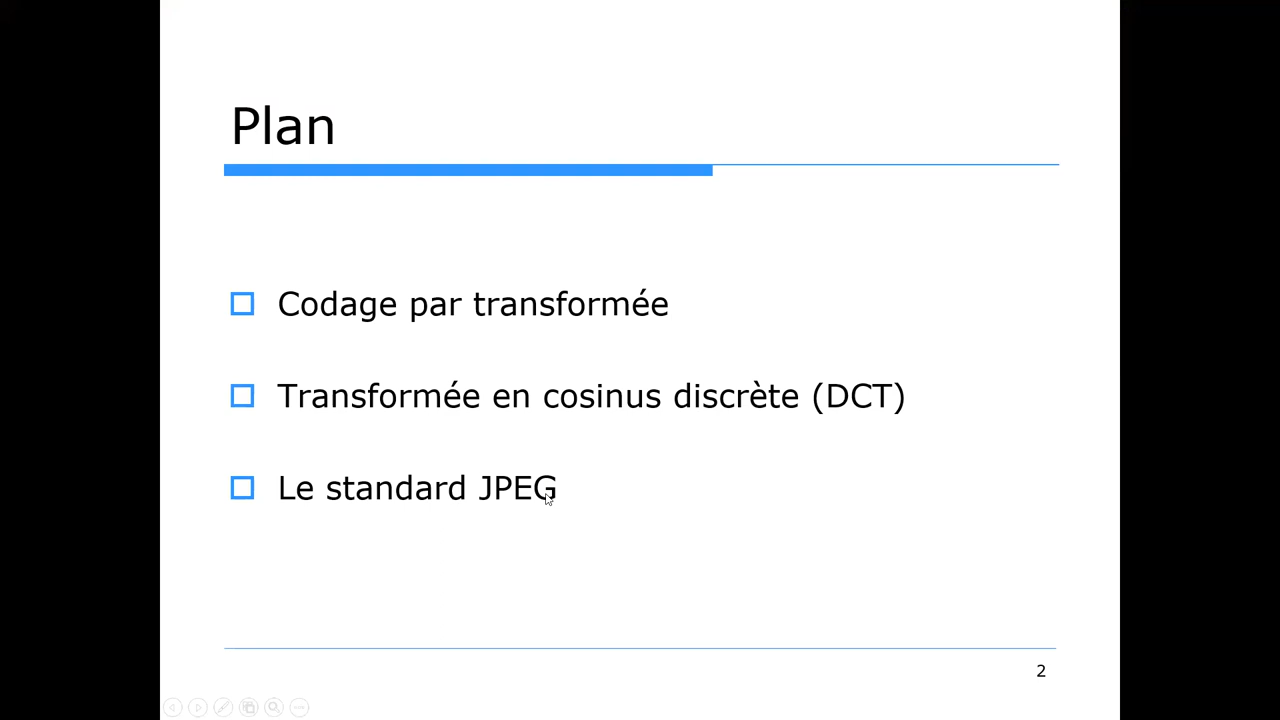 Plan
Codage par transformée
Transformée en cosinus discrète (DCT)
Le standard JPEG
2